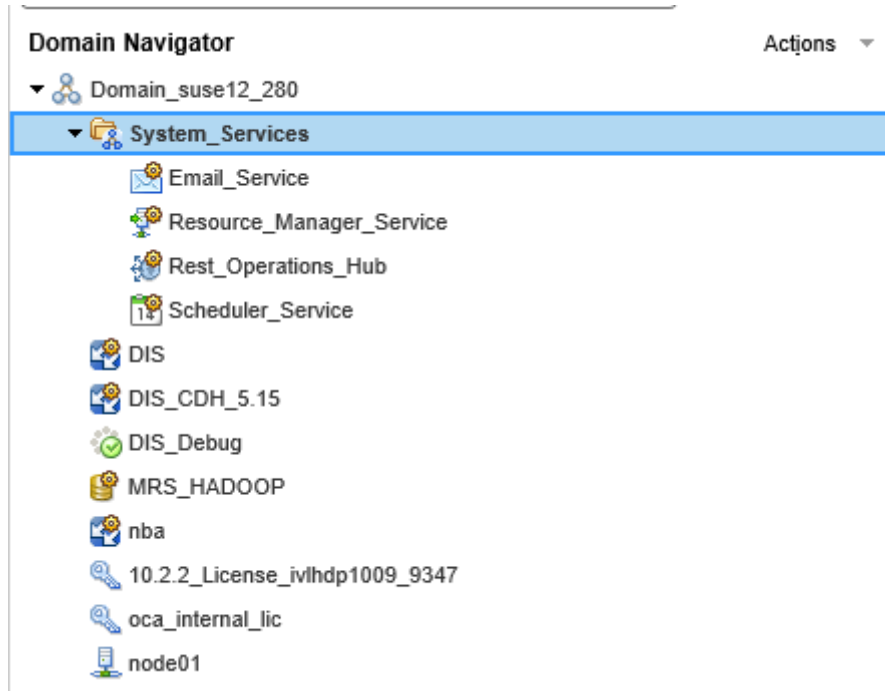 Domain Navigator Actions
Domain_suse12_280
System_Services
Email_Service
Resource_Manager_Service
Rest_Operations_Hub
14 Scheduler_Service
DIS
DIS_CDH_5.15
DIS_Debug
MRS_HADOOP
nba
10.2.2_License_ivlhdp1009_9347
oca_internal_lic
node01